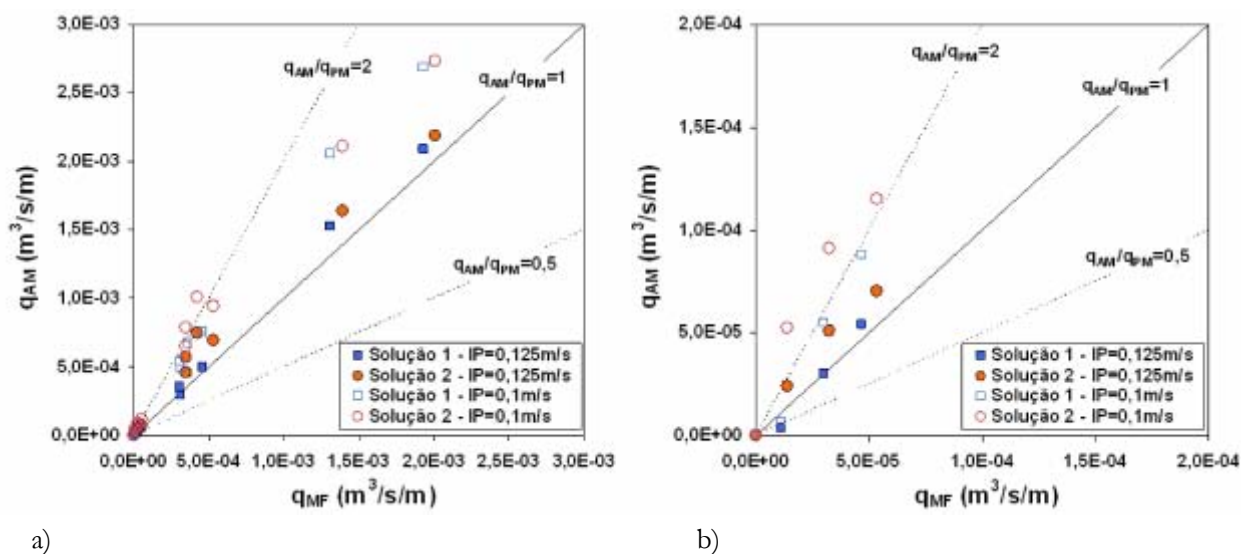 3,0E-03
2,5E-03
2,0E-03
1,5E-03
1,0E-03
5,0E-04
0,0E+00
q_AM (m³/s/m)
q_AM/q_PM=2
q_AM/q_PM=1
q_AM/q_PM=0,5
Solução 1 - IP=0,125m/s
Solução 2 - IP=0,125m/s
Solução 1 - IP=0,1m/s
Solução 2 - IP=0,1m/s
0,0E+00 5,0E-04 1,0E-03 1,5E-03 2,0E-03 2,5E-03 3,0E-03
q_MF (m³/s/m)
a)
2,0E-04
1,5E-04
1,0E-04
5,0E-05
0,0E+00
q_AM (m³/s/m)
q_AM/q_PM=2
q_AM/q_PM=1
q_AM/q_PM=0,5
Solução 1 - IP=0,125m/s
Solução 2 - IP=0,125m/s
Solução 1 - IP=0,1m/s
Solução 2 - IP=0,1m/s
0,0E+00 5,0E-05 1,0E-04 1,5E-04 2,0E-04
q_MF (m³/s/m)
b)